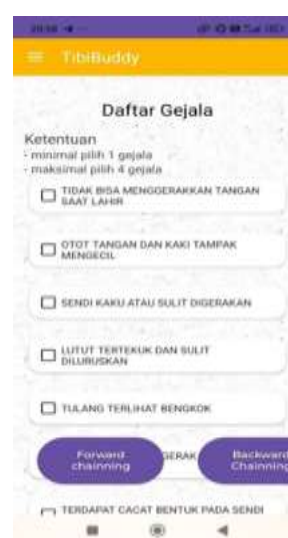 TibiBuddy
Daftar Gejala
Ketentuan
- minimal pilih 1 gejala
- maksimal pilih 4 gejala
TIDAK BISA MENGGERAKKAN TANGAN
SAAT LAHIR
OTOT TANGAN DAN KAKI TAMPAK
MENGECIL
SENDI KAKU ATAU SULIT DIGERAKAN
LUTUT TERTEKUK DAN SULIT
DILURUSKAN
TULANG TERLIHAT BENGKOK
GERAK
Forward
chainning
Backward
Chainning
TERDAPAT CACAT BENTUK PADA SENDI